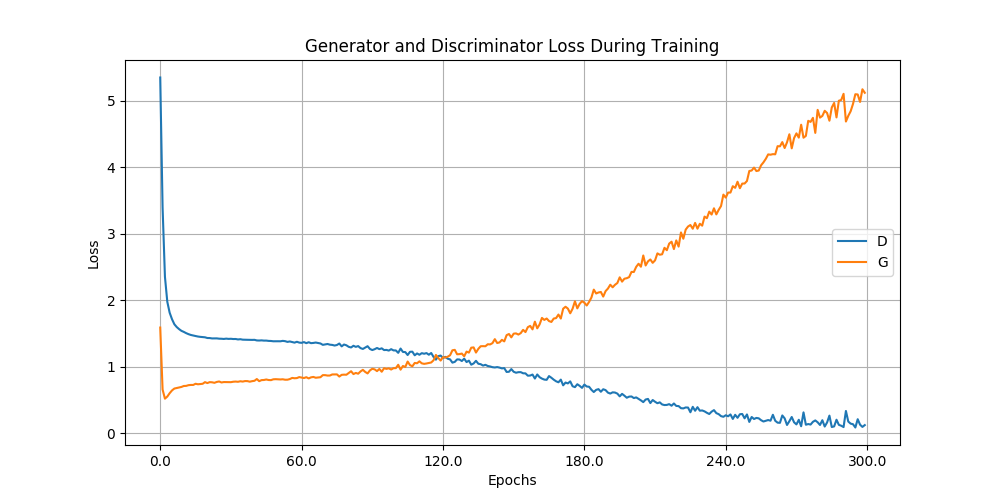 Generator and Discriminator Loss During Training
5
4
3
2
1
0
Loss
D
G
0.0 60.0 120.0 180.0 240.0 300.0
Epochs